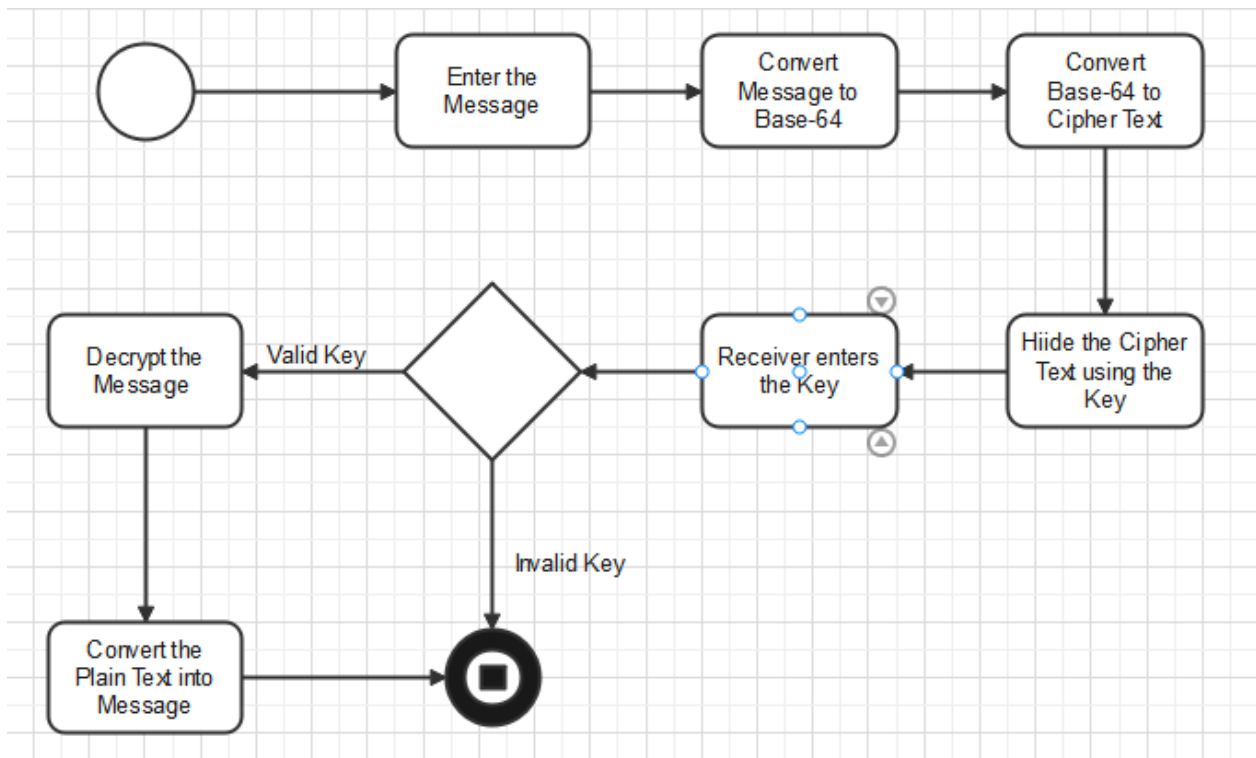 Enter the
Message
Convert
Message to
Base-64
Convert
Base-64 to
Cipher Text
Decrypt the
Message
Valid Key
Receiver enters
the Key
Hiide the Cipher
Text using the
Key
Invalid Key
Convert the
Plain Text into
Message